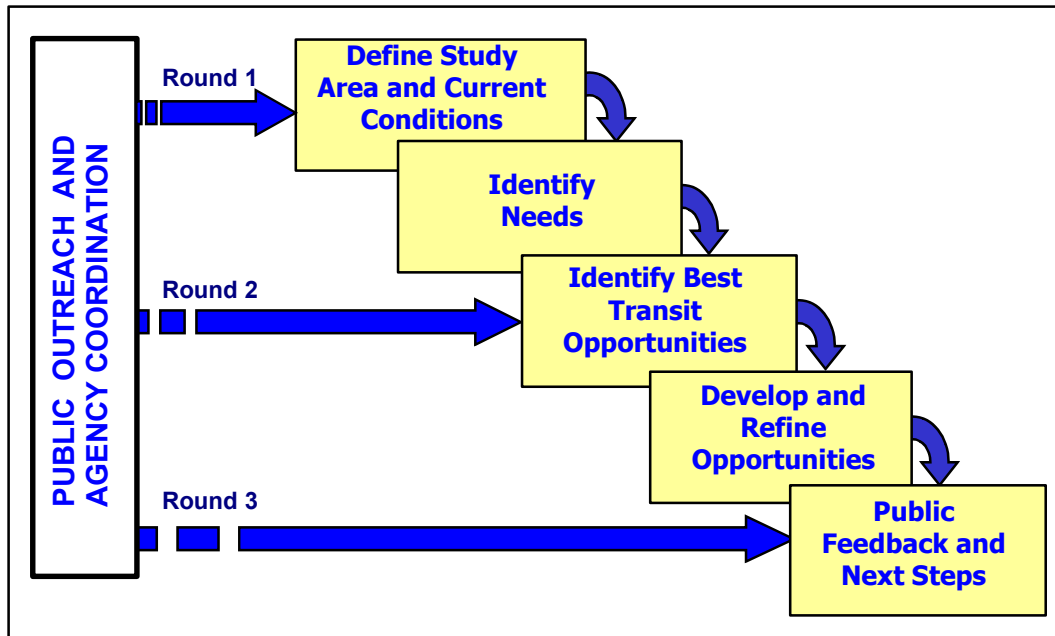 PUBLIC OUTREACH AND
AGENCY COORDINATION
Round 1
Define Study
Area and Current
Conditions
Identify
Needs
Round 2
Identify Best
Transit
Opportunities
Develop and
Refine
Opportunities
Round 3
Public
Feedback and
Next Steps